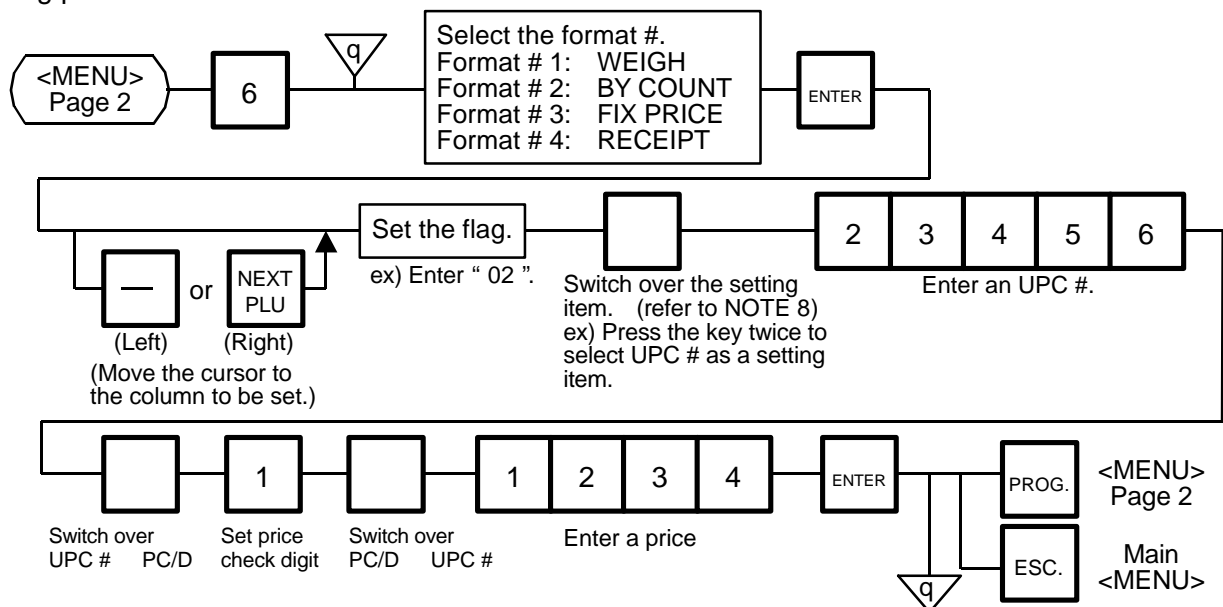 <MENU>
Page 2
6
q
Select the format #.
Format # 1: WEIGH
Format # 2: BY COUNT
Format # 3: FIX PRICE
Format # 4: RECEIPT
ENTER
—
(Left)
or
NEXT
PLU
(Right)
(Move the cursor to
the column to be set.)
Set the flag.
ex) Enter “ 02 ”.
Switch over the setting
item. (refer to NOTE 8)
ex) Press the key twice to
select UPC # as a setting
item.
2 3 4 5 6
Enter an UPC #.
Switch over
UPC # PC/D
1
Set price
check digit
Switch over
PC/D UPC #
1 2 3 4
Enter a price
ENTER
q
PROG.
<MENU>
Page 2
ESC.
Main
<MENU>